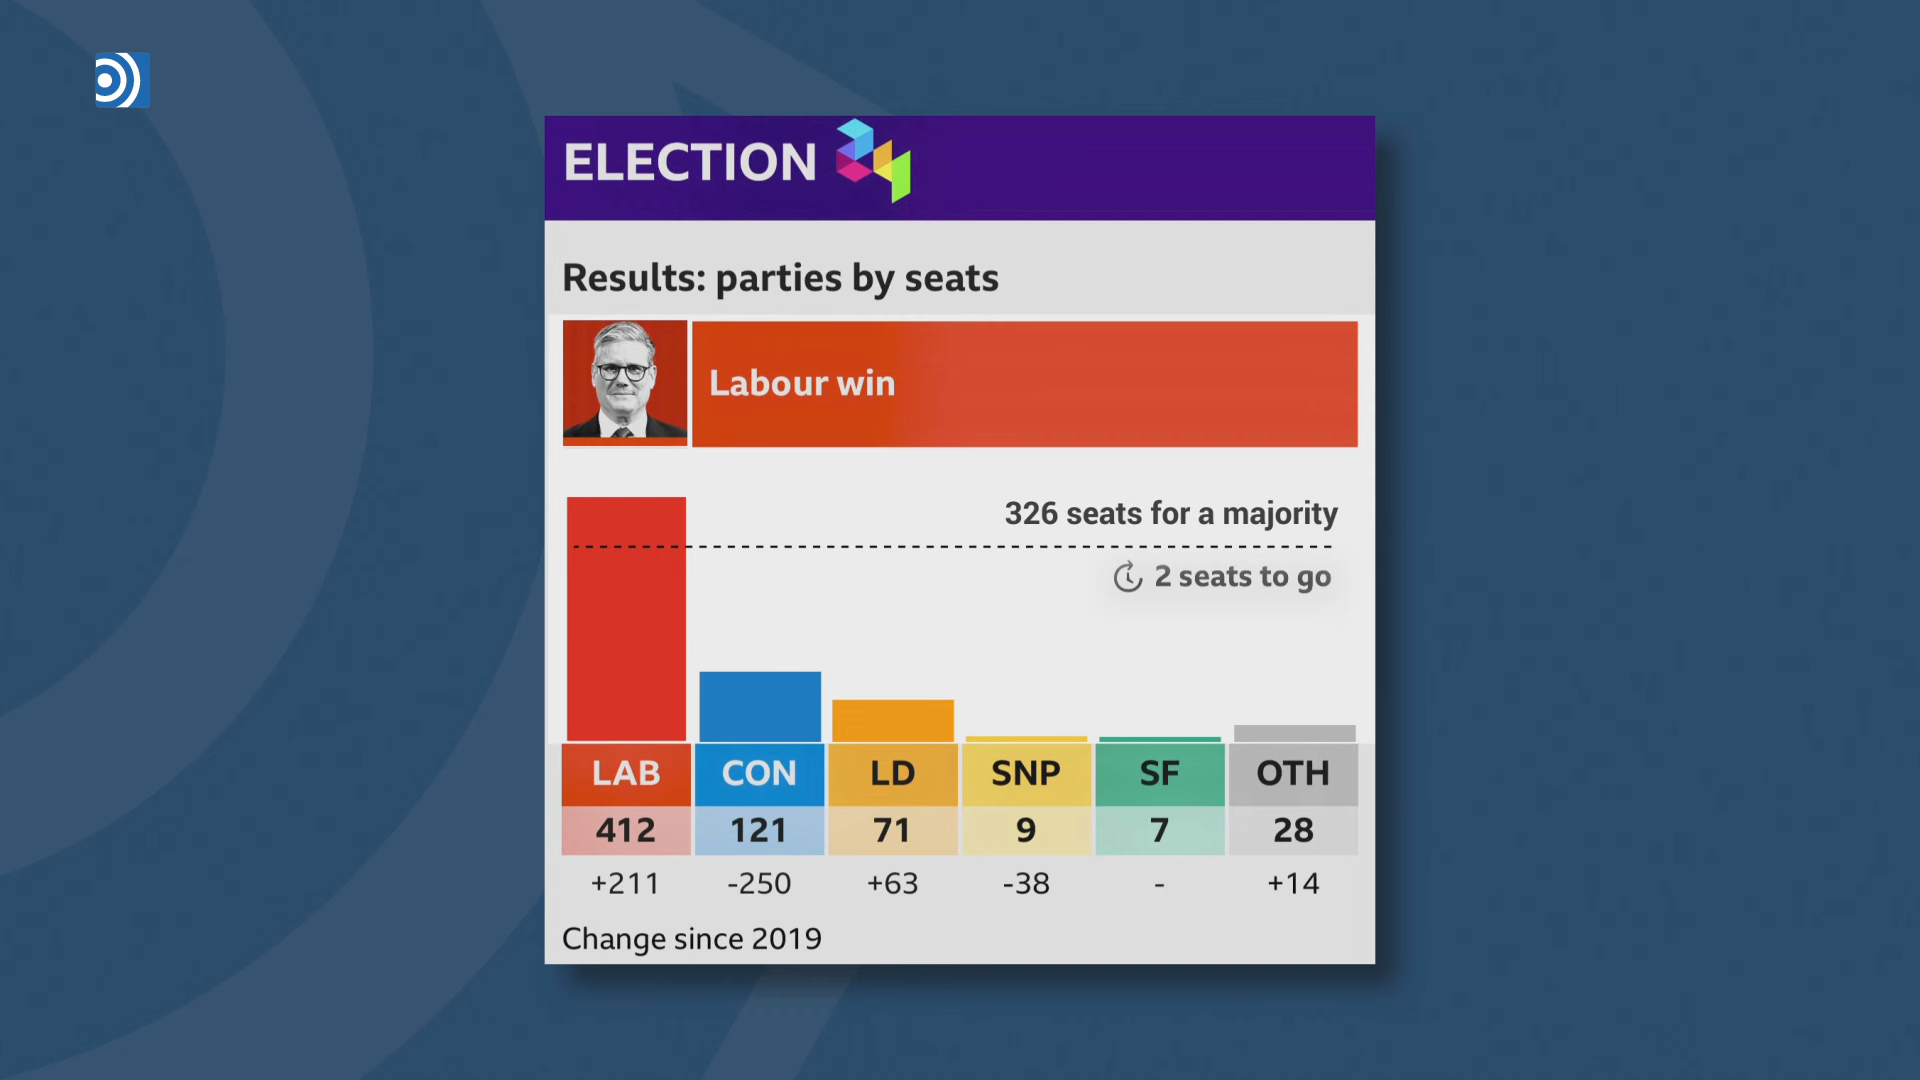 ELECTION 24
Results: parties by seats
Labour win
326 seats for a majority
2 seats to go
LAB CON LD SNP SF OTH
412 121 71 9 7 28
+211 -250 +63 -38 - +14
Change since 2019